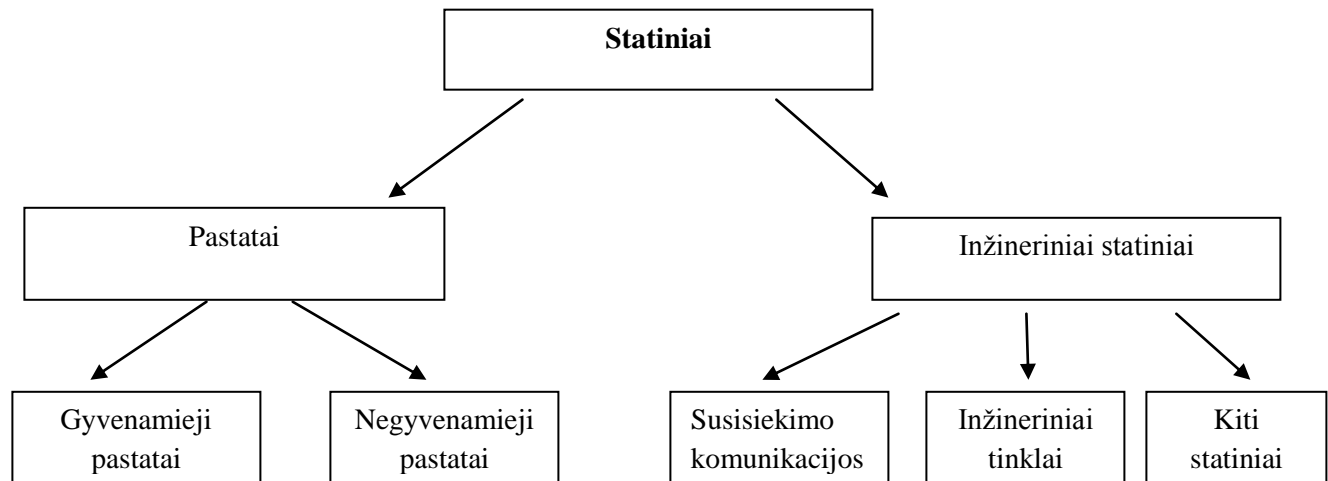 Statiniai
Pastatai
Inžineriniai statiniai
Gyvenamieji
pastatai
Negyvenamieji
pastatai
Susisiekimo
komunikacijos
Inžineriniai
tinklai
Kiti
statiniai